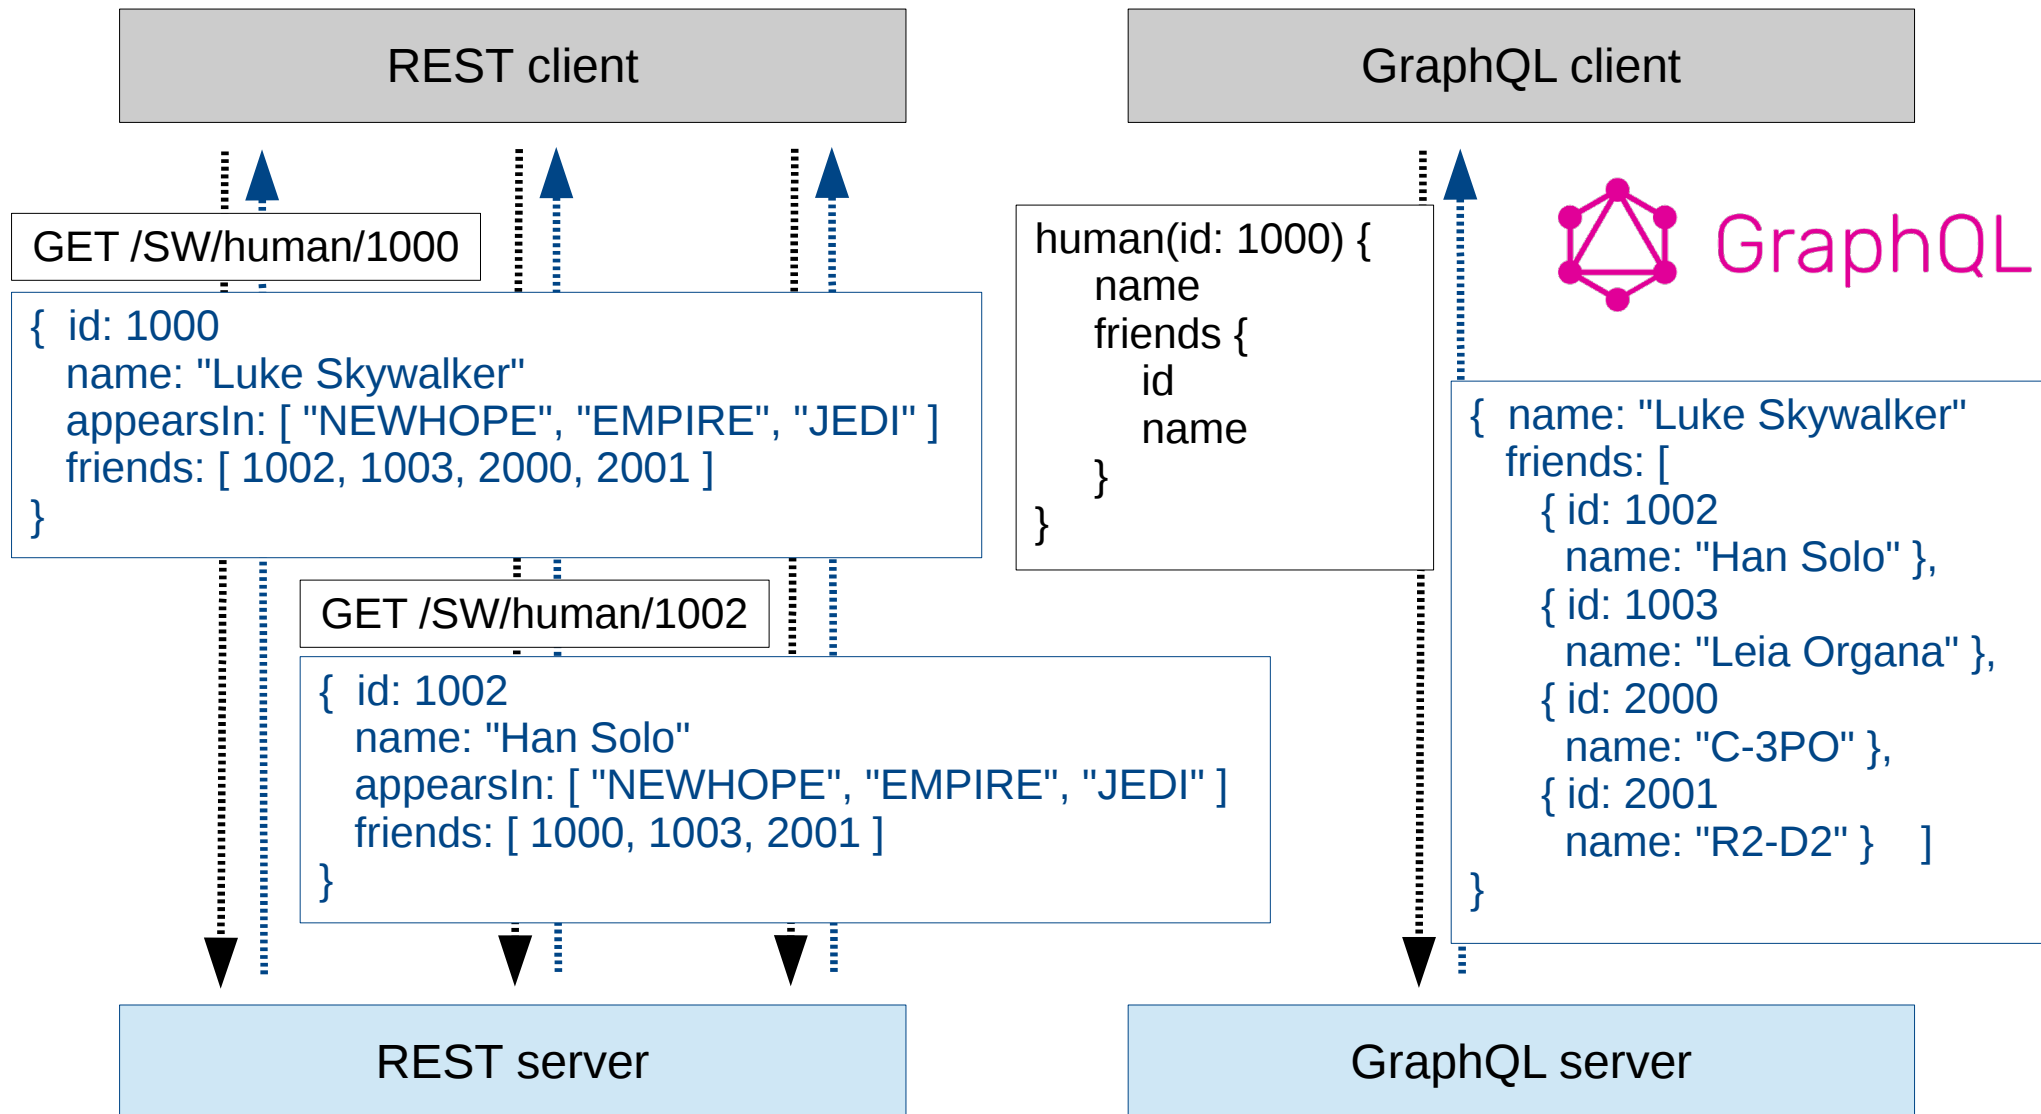 REST client
GET /SW/human/1000
{  id: 1000
name: "Luke Skywalker"
appearsIn: [ "NEWHOPE", "EMPIRE", "JEDI" ]
friends: [ 1002, 1003, 2000, 2001 ]
}
GET /SW/human/1002
{  id: 1002
name: "Han Solo"
appearsIn: [ "NEWHOPE", "EMPIRE", "JEDI" ]
friends: [ 1000, 1003, 2001 ]
}
REST server
GraphQL client
GraphQL
human(id: 1000) {
name
friends {
id
name
}
}
{  name: "Luke Skywalker"
friends: [
{ id: 1002
name: "Han Solo" },
{ id: 1003
name: "Leia Organa" },
{ id: 2000
name: "C-3PO" },
{ id: 2001
name: "R2-D2" }    ]
}
GraphQL server